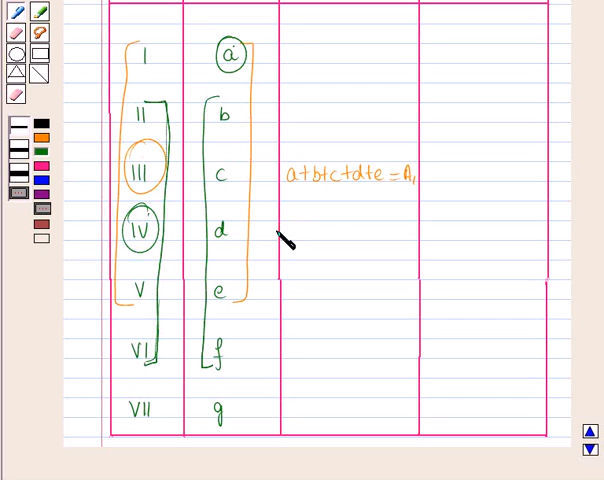 I a
II b
III c a+b+c+d+e = A₁
IV d
V e
VI f
VII g